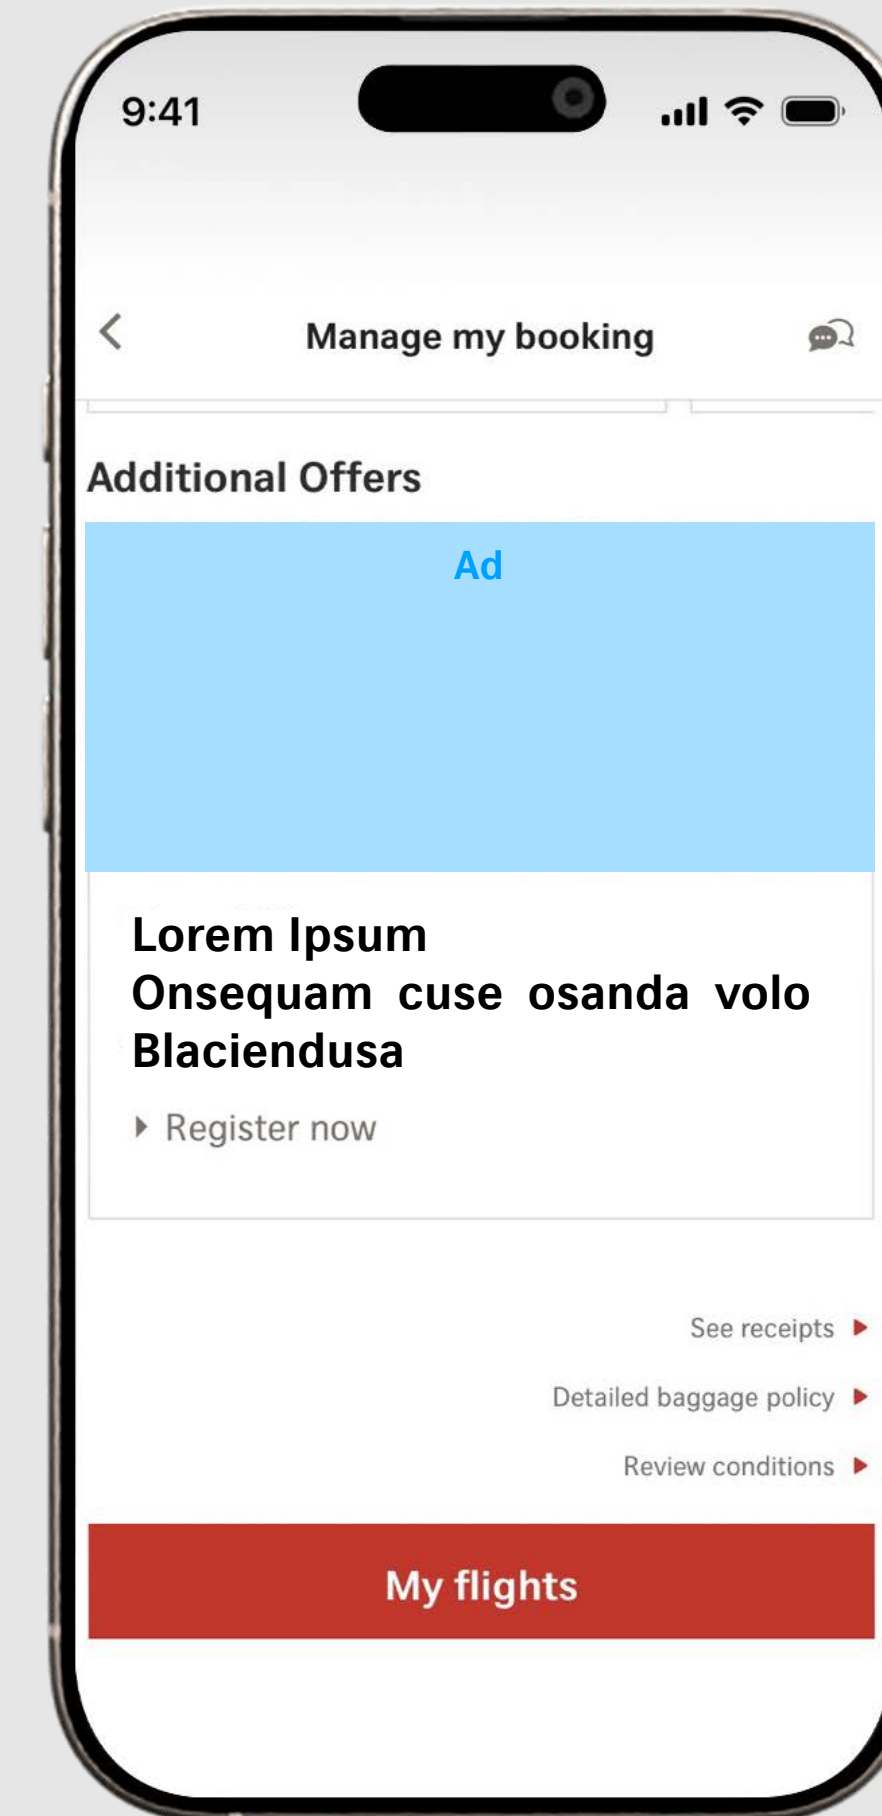 9:41
Manage my booking
Additional Offers
Ad
Lorem Ipsum
Onsequam cuse osanda volo
Blaciendusa
Register now
See receipts
Detailed baggage policy
Review conditions
My flights